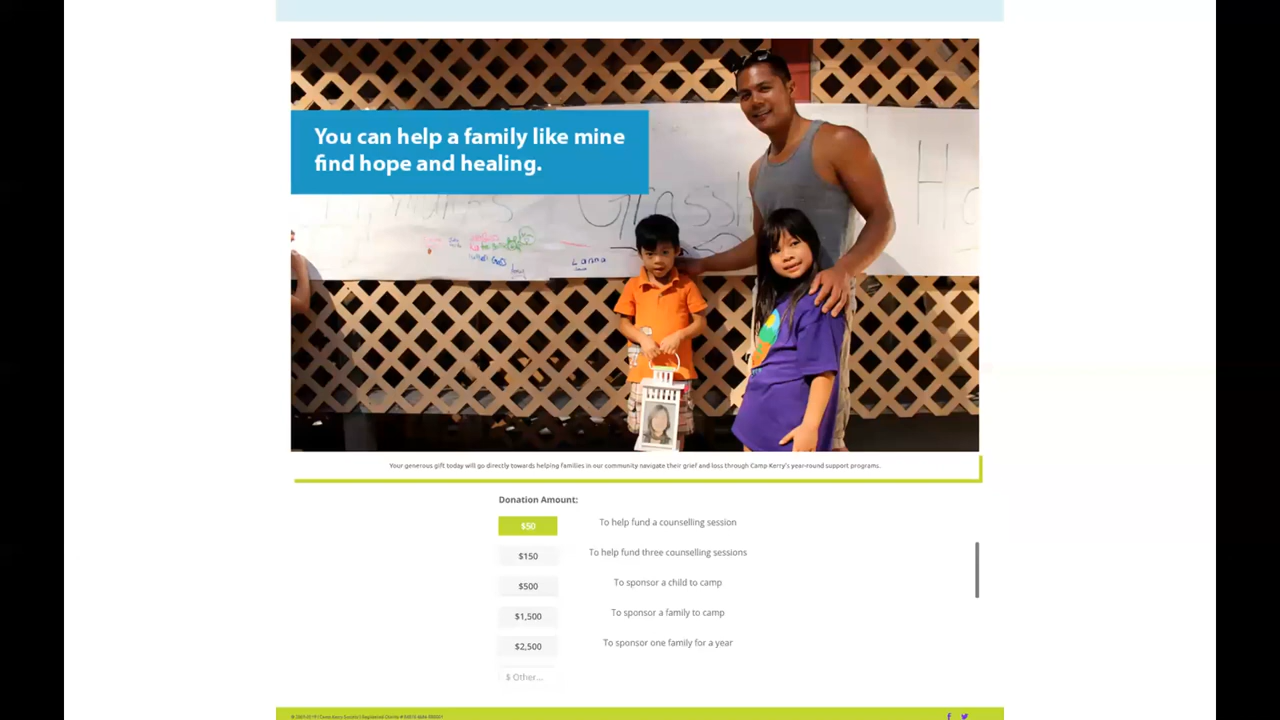 You can help a family like mine
find hope and healing.
Grassh
Ho
Lanna
Your generous gift today will go directly towards helping families in our community navigate their grief and loss through Camp Kerry's year-round support programs.
Donation Amount:
$50 To help fund a counselling session
$150 To help fund three counselling sessions
$500 To sponsor a child to camp
$1,500 To sponsor a family to camp
$2,500 To sponsor one family for a year
$ Other...